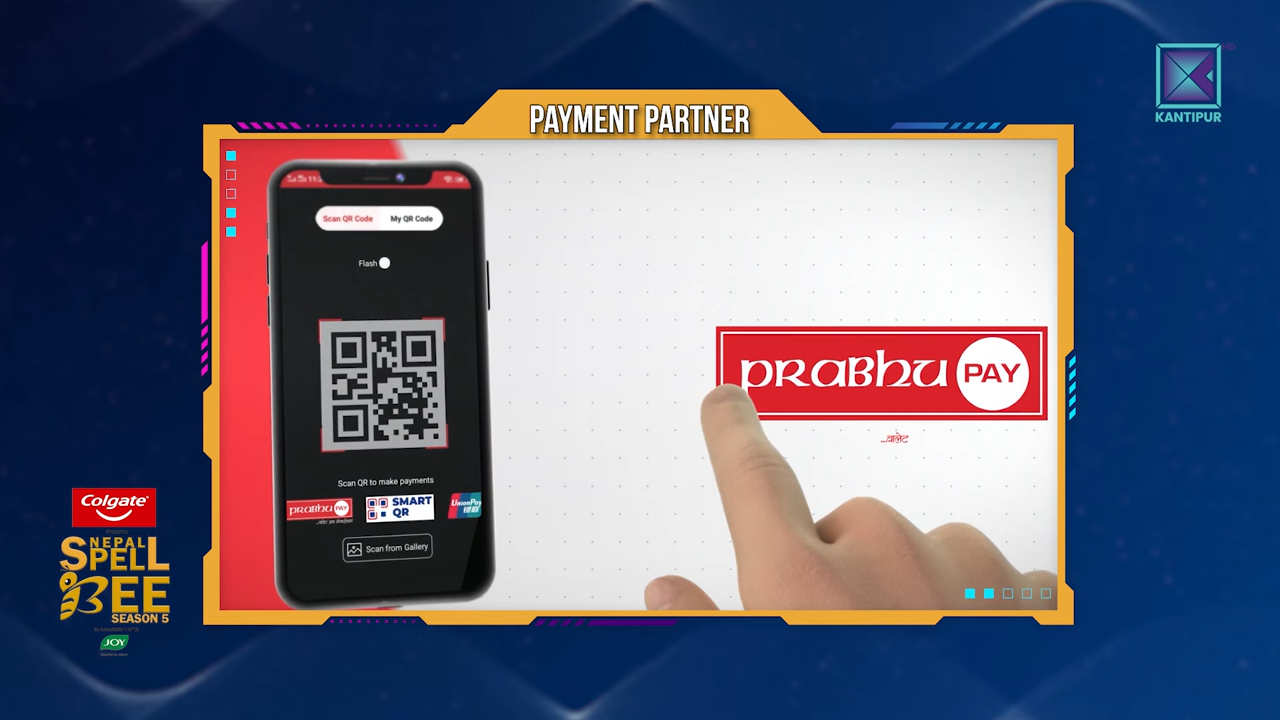 PAYMENT PARTNER
KANTIPUR
Scan QR Code
My QR Code
Flash
Scan QR to make payments
PRABHU PAY
SMART QR
UnionPay
Scan from Gallery
PRABHU PAY
...वालेट
Colgate
NEPAL
SPELL
BEE
SEASON 5
JOY